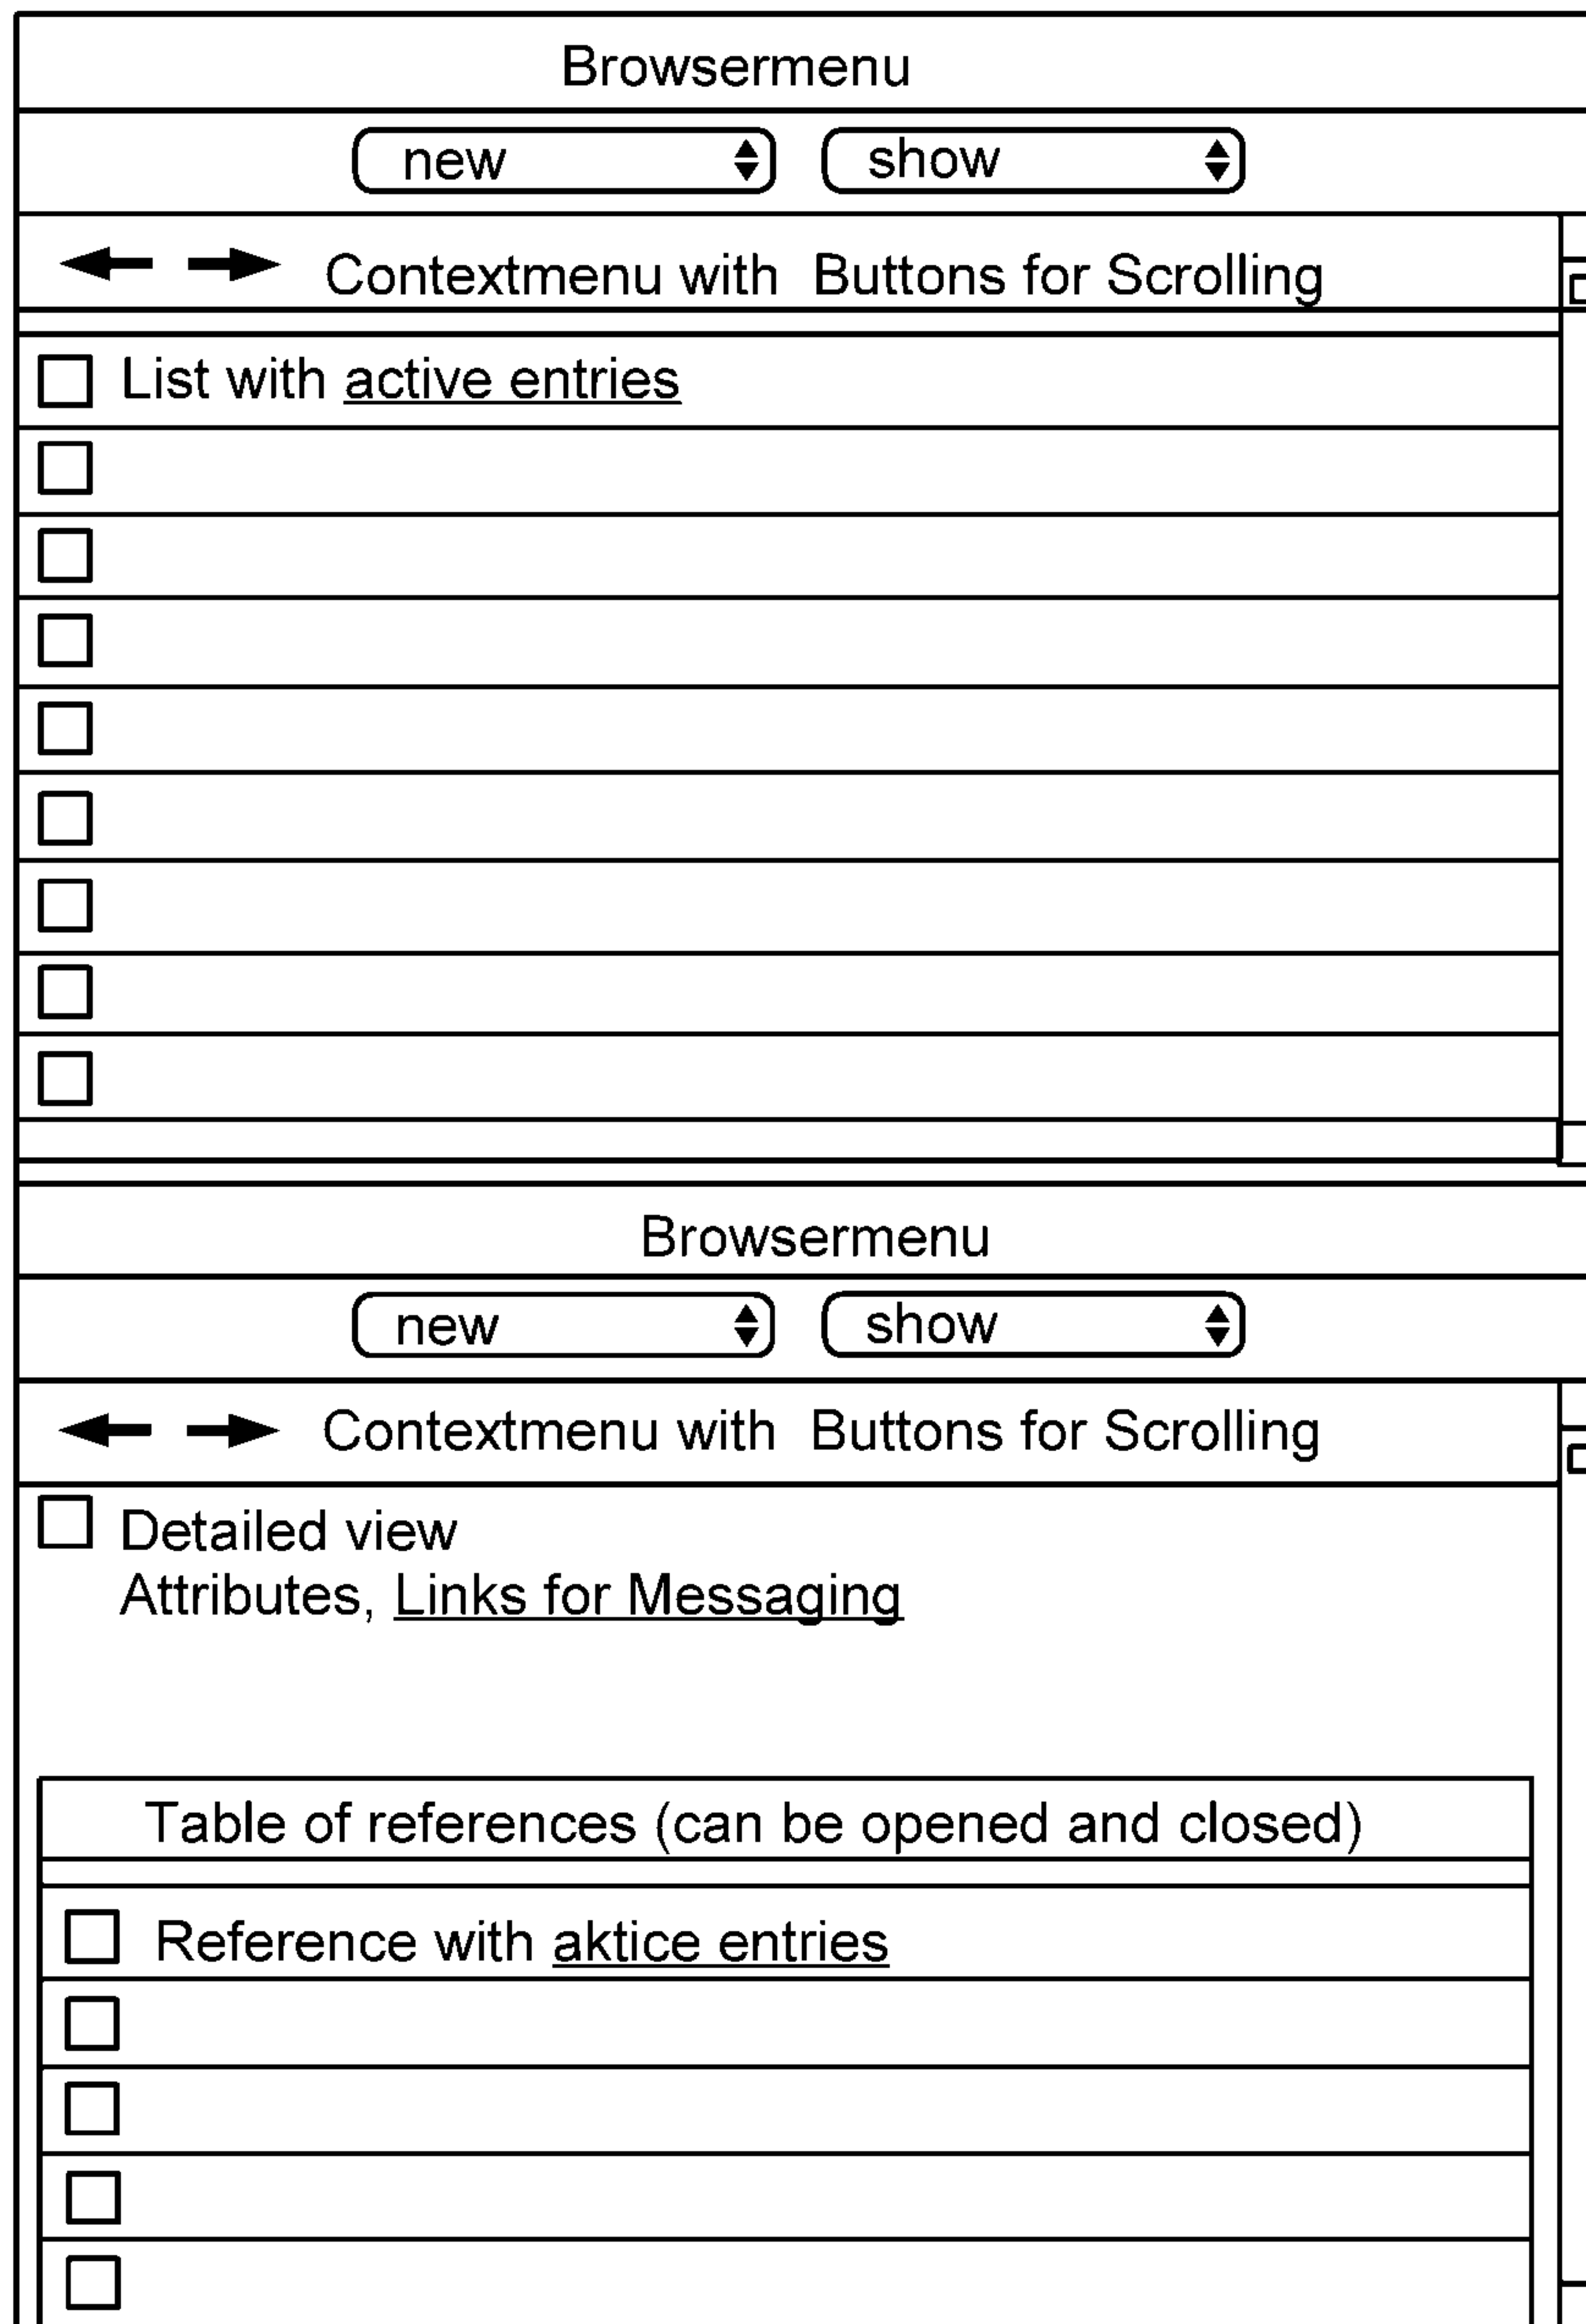 Browsermenu
new show
Contextmenu with Buttons for Scrolling
List with active entries
Browsermenu
new show
Contextmenu with Buttons for Scrolling
Detailed view
Attributes, Links for Messaging
Table of references (can be opened and closed)
Reference with aktice entries